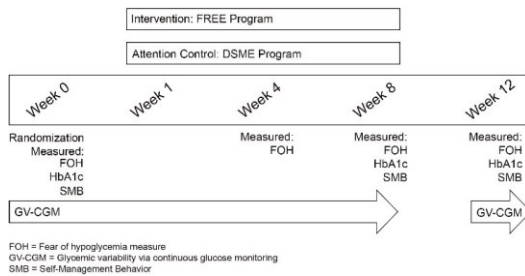 Intervention: FREE Program
Attention Control: DSME Program
Week 0
Week 1
Week 4
Week 8
Week 12
Randomization
Measured:
FOH
HbA1c
SMB
Measured:
FOH
Measured:
FOH
HbA1c
SMB
Measured:
FOH
HbA1c
SMB
GV-CGM
GV-CGM
FOH = Fear of hypoglycemia measure
GV-CGM = Glycemic variability via continuous glucose monitoring
SMB = Self-Management Behavior